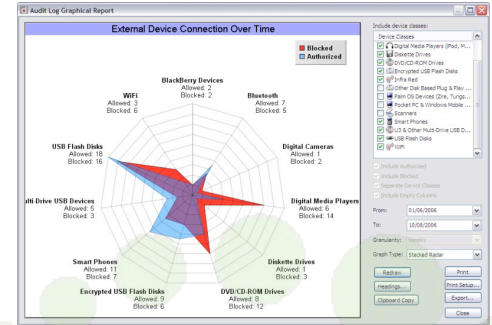 Audit Log Graphical Report
External Device Connection Over Time
Blocked
Authorized
BlackBerry Devices
Allowed: 2
Blocked: 2
WiFi
Allowed: 3
Blocked: 6
Bluetooth
Allowed: 7
Blocked: 5
USB Flash Disks
Allowed: 18
Blocked: 16
Digital Cameras
Allowed: 1
Blocked: 2
ulti-Drive USB Devices
Allowed: 5
Blocked: 3
Digital Media Players
Allowed: 6
Blocked: 14
Smart Phones
Allowed: 11
Blocked: 7
Diskette Drives
Allowed: 1
Blocked: 3
Encrypted USB Flash Disks
Allowed: 9
Blocked: 6
DVD/CD-ROM Drives
Allowed: 8
Blocked: 12
Include device classes:
Device Classes
Digital Media Players (iPod, M...
Diskette Drives
DVD/CD-ROM Drives
Encrypted USB Flash Disks
Infra Red
Other Disk Based Plug & Play ...
Palm OS Devices (Zire, Tungs...
Pocket PC & Windows Mobile ...
Scanners
Smart Phones
U3 & Other Multi-Drive USB D...
WiFi
Include Authorized
Include Blocked
Separate Device Classes
Include Empty Columns
From: 01/06/2006
To: 10/08/2006
Granularity: Weekly
Graph Type: Stacked Radar
Redraw
Print
Headings...
Print Setup...
Clipboard Copy
Export...
Close